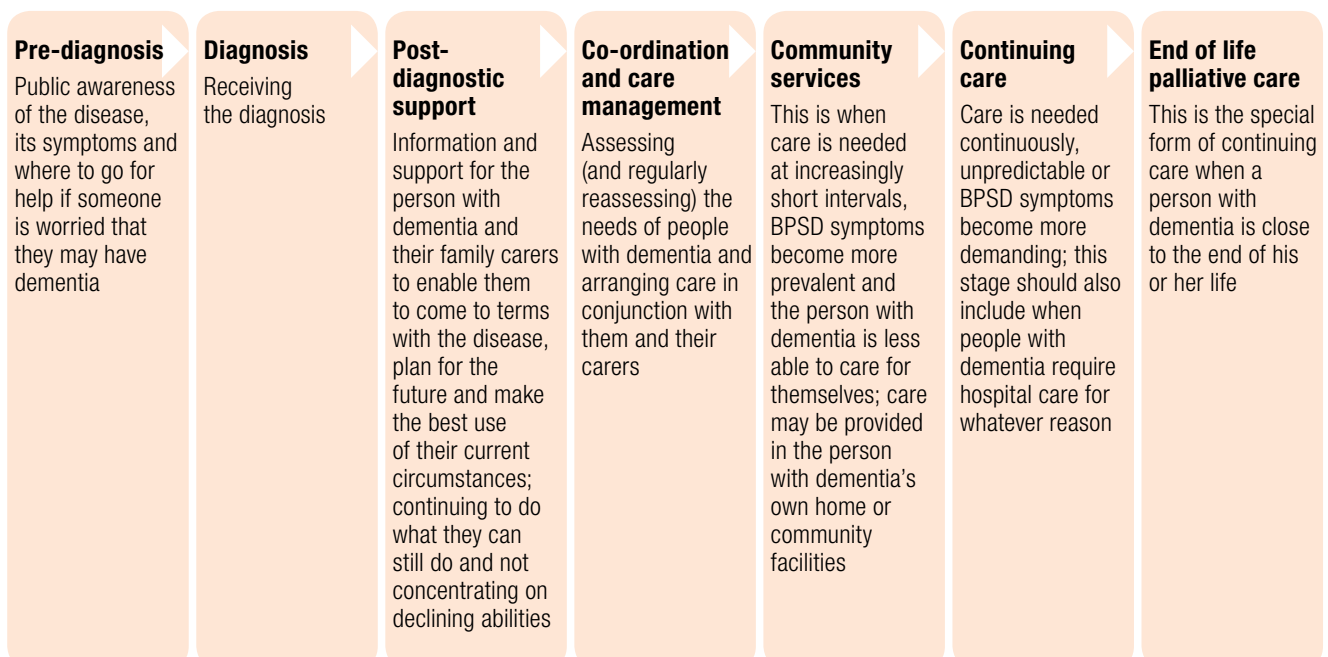 Pre-diagnosis
Public awareness
of the disease,
its symptoms and
where to go for
help if someone
is worried that
they may have
dementia
Diagnosis
Receiving
the diagnosis
Post-
diagnostic
support
Information and
support for the
person with
dementia and
their family carers
to enable them
to come to terms
with the disease,
plan for the
future and make
the best use
of their current
circumstances;
continuing to do
what they can
still do and not
concentrating on
declining abilities
Co-ordination
and care
management
Assessing
(and regularly
reassessing) the
needs of people
with dementia and
arranging care in
conjunction with
them and their
carers
Community
services
This is when
care is needed
at increasingly
short intervals,
BPSD symptoms
become more
prevalent and
the person with
dementia is less
able to care for
themselves; care
may be provided
in the person
with dementia’s
own home or
community
facilities
Continuing
care
Care is needed
continuously,
unpredictable or
BPSD symptoms
become more
demanding; this
stage should also
include when
people with
dementia require
hospital care for
whatever reason
End of life
palliative care
This is the special
form of continuing
care when a
person with
dementia is close
to the end of his
or her life